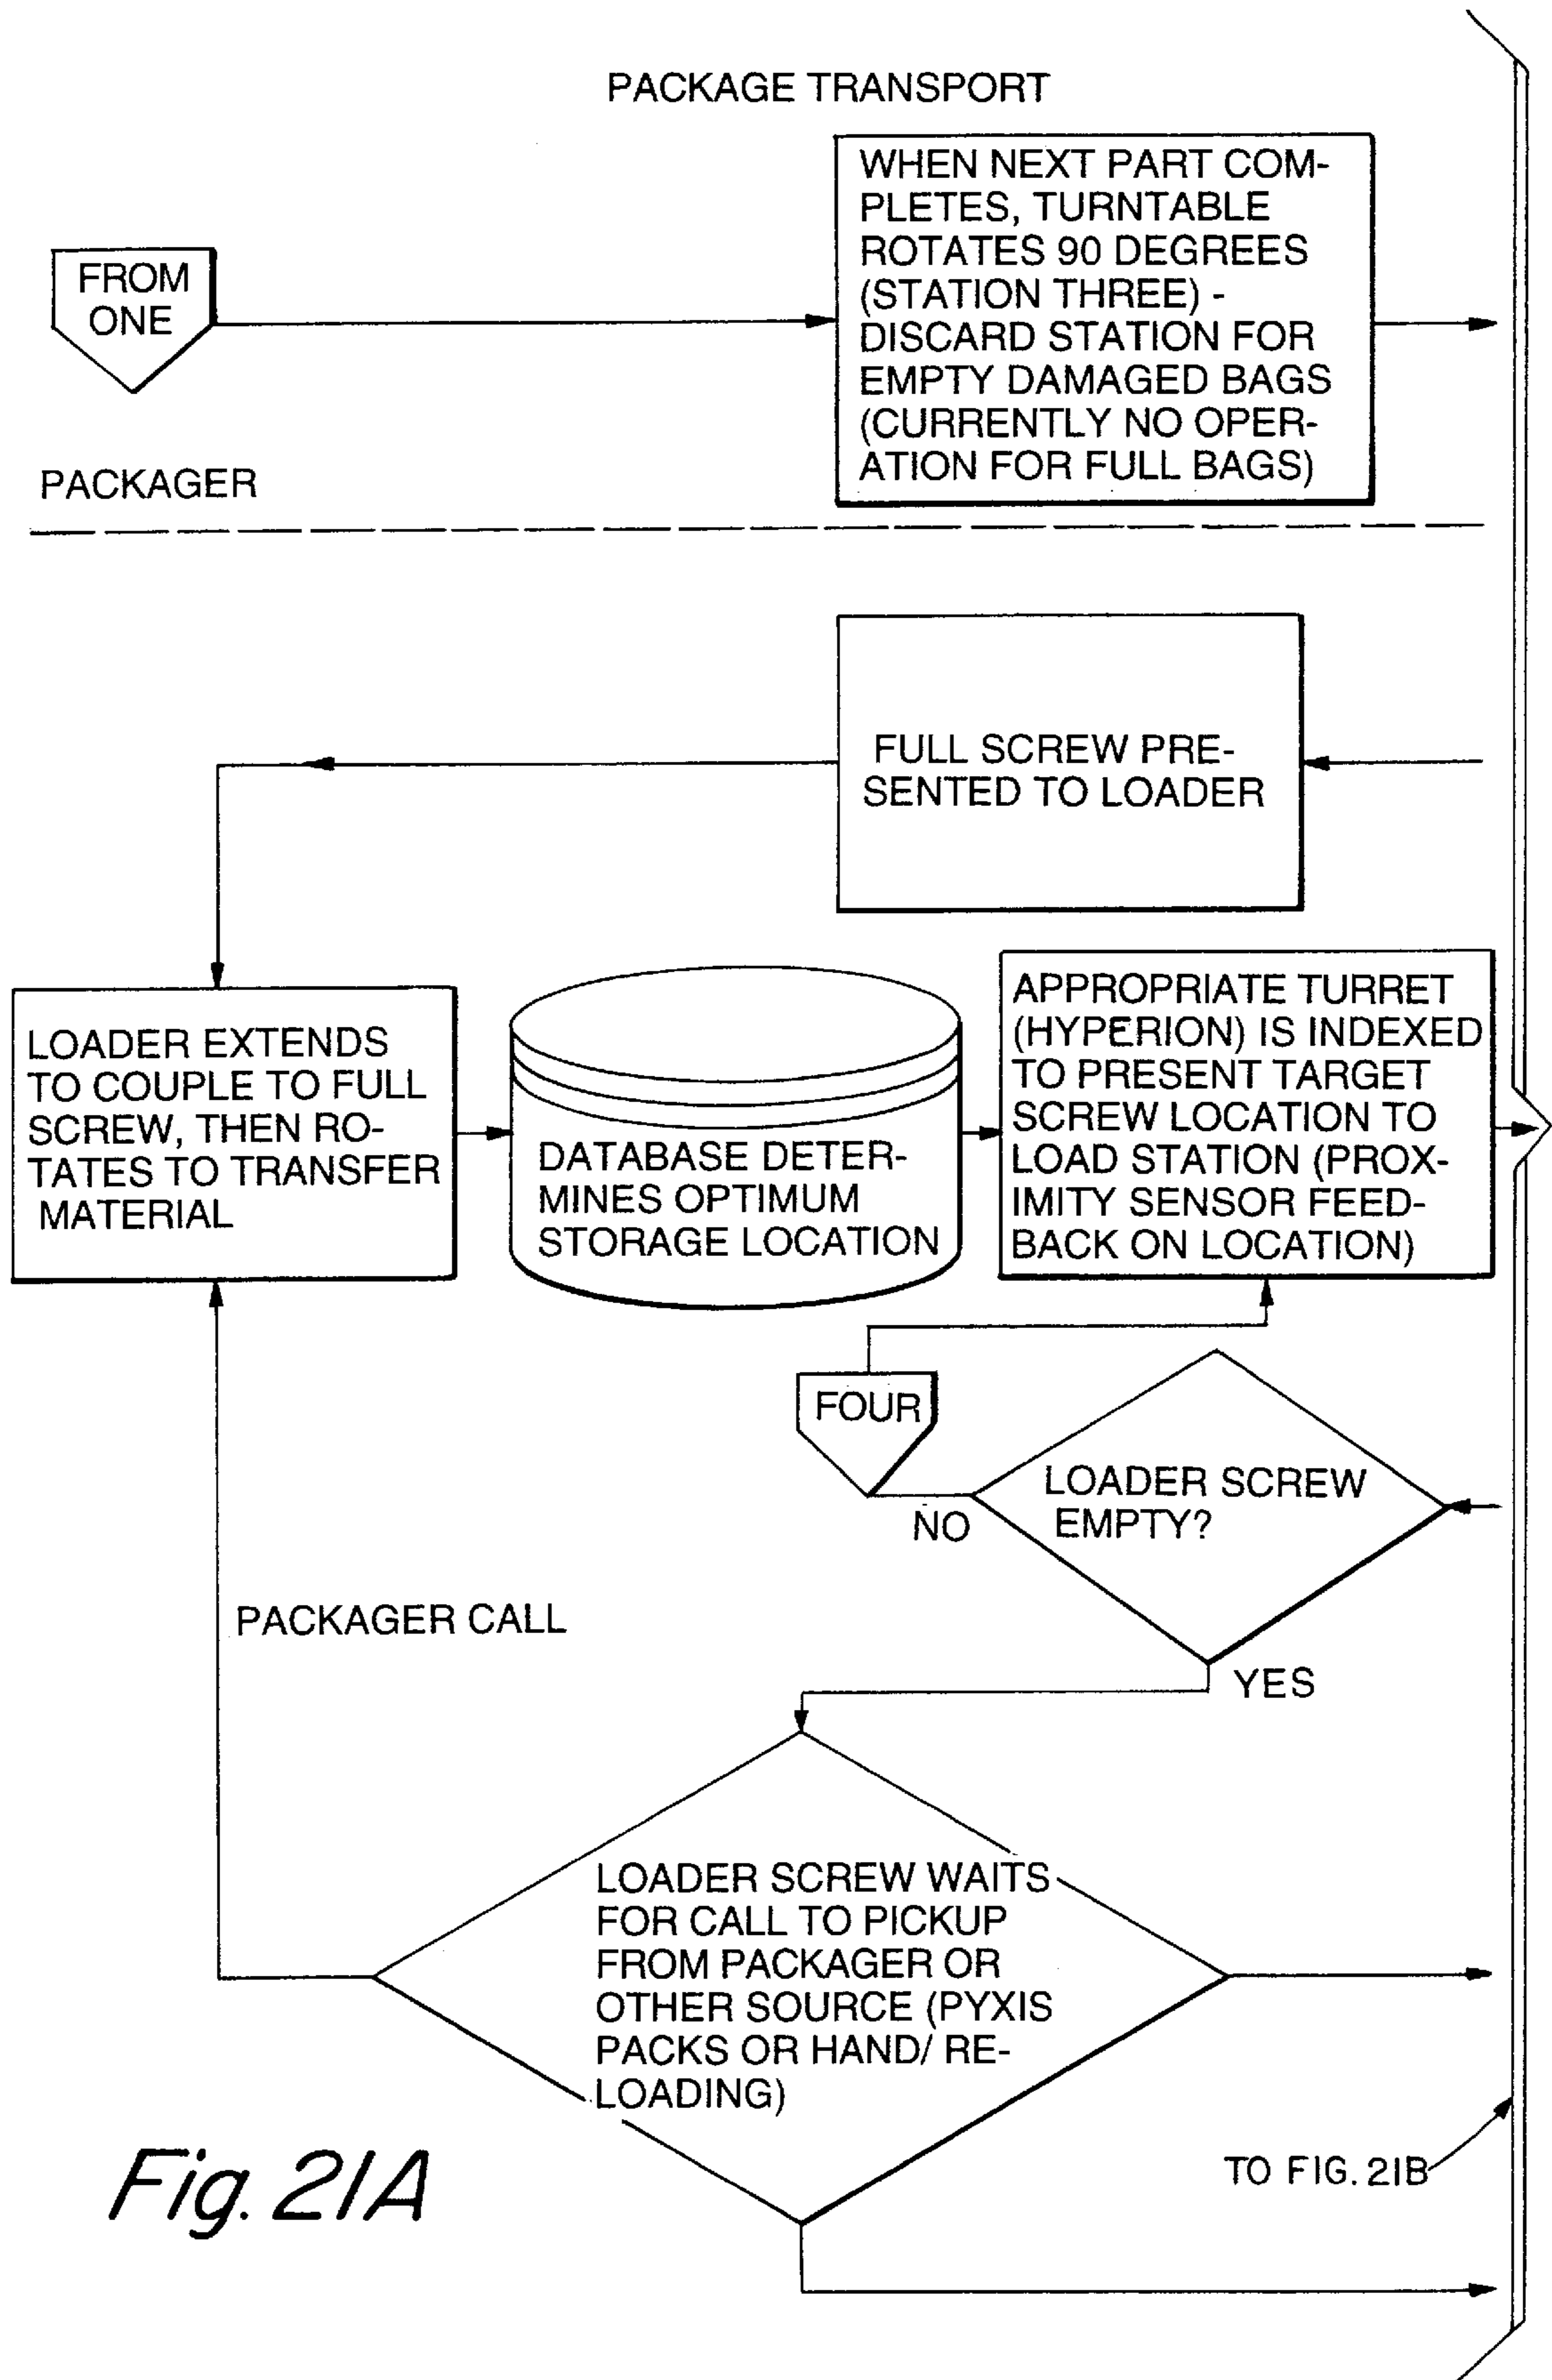 PACKAGE TRANSPORT
FROM
ONE
WHEN NEXT PART COM-
PLETES, TURNTABLE
ROTATES 90 DEGREES
(STATION THREE) -
DISCARD STATION FOR
EMPTY DAMAGED BAGS
(CURRENTLY NO OPER-
ATION FOR FULL BAGS)
PACKAGER
FULL SCREW PRE-
SENTED TO LOADER
LOADER EXTENDS
TO COUPLE TO FULL
SCREW, THEN RO-
TATES TO TRANSFER
MATERIAL
DATABASE DETER-
MINES OPTIMUM
STORAGE LOCATION
APPROPRIATE TURRET
(HYPERION) IS INDEXED
TO PRESENT TARGET
SCREW LOCATION TO
LOAD STATION (PROX-
IMITY SENSOR FEED-
BACK ON LOCATION)
FOUR
LOADER SCREW
EMPTY?
NO
PACKAGER CALL
YES
LOADER SCREW WAITS
FOR CALL TO PICKUP
FROM PACKAGER OR
OTHER SOURCE (PYXIS
PACKS OR HAND/ RE-
LOADING)
TO FIG. 21B
Fig. 21A